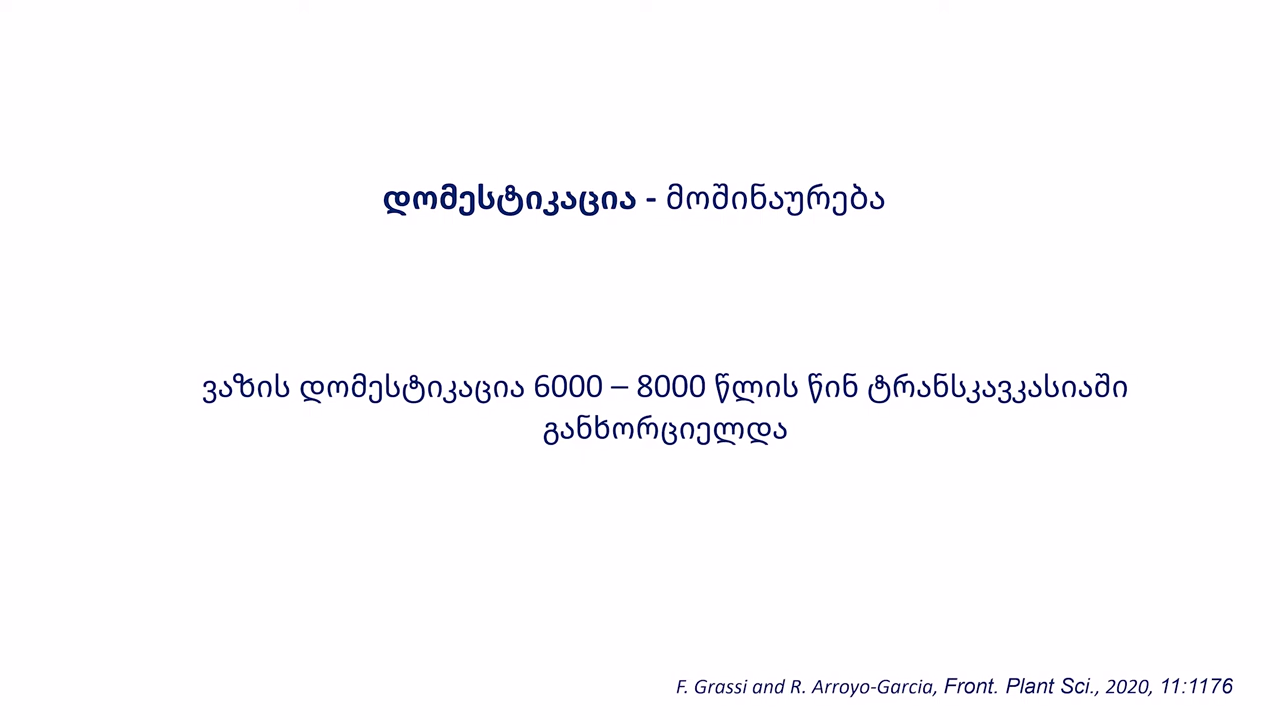 დომესტიკაცია - მოშინაურება
ვაზის დომესტიკაცია 6000 – 8000 წლის წინ ტრანსკავკასიაში
განხორციელდა
F. Grassi and R. Arroyo-Garcia, Front. Plant Sci., 2020, 11:1176